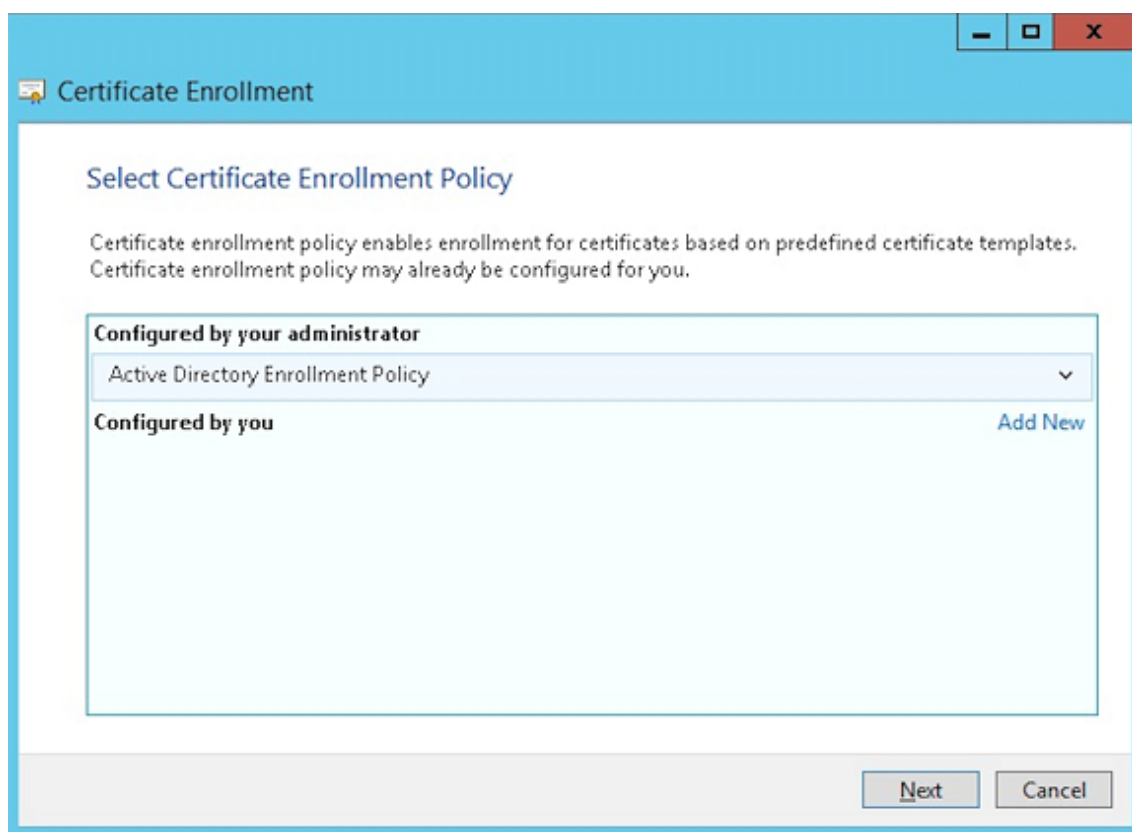 Certificate Enrollment
Select Certificate Enrollment Policy
Certificate enrollment policy enables enrollment for certificates based on predefined certificate templates.
Certificate enrollment policy may already be configured for you.
Configured by your administrator
Active Directory Enrollment Policy
Configured by you Add New
Next Cancel